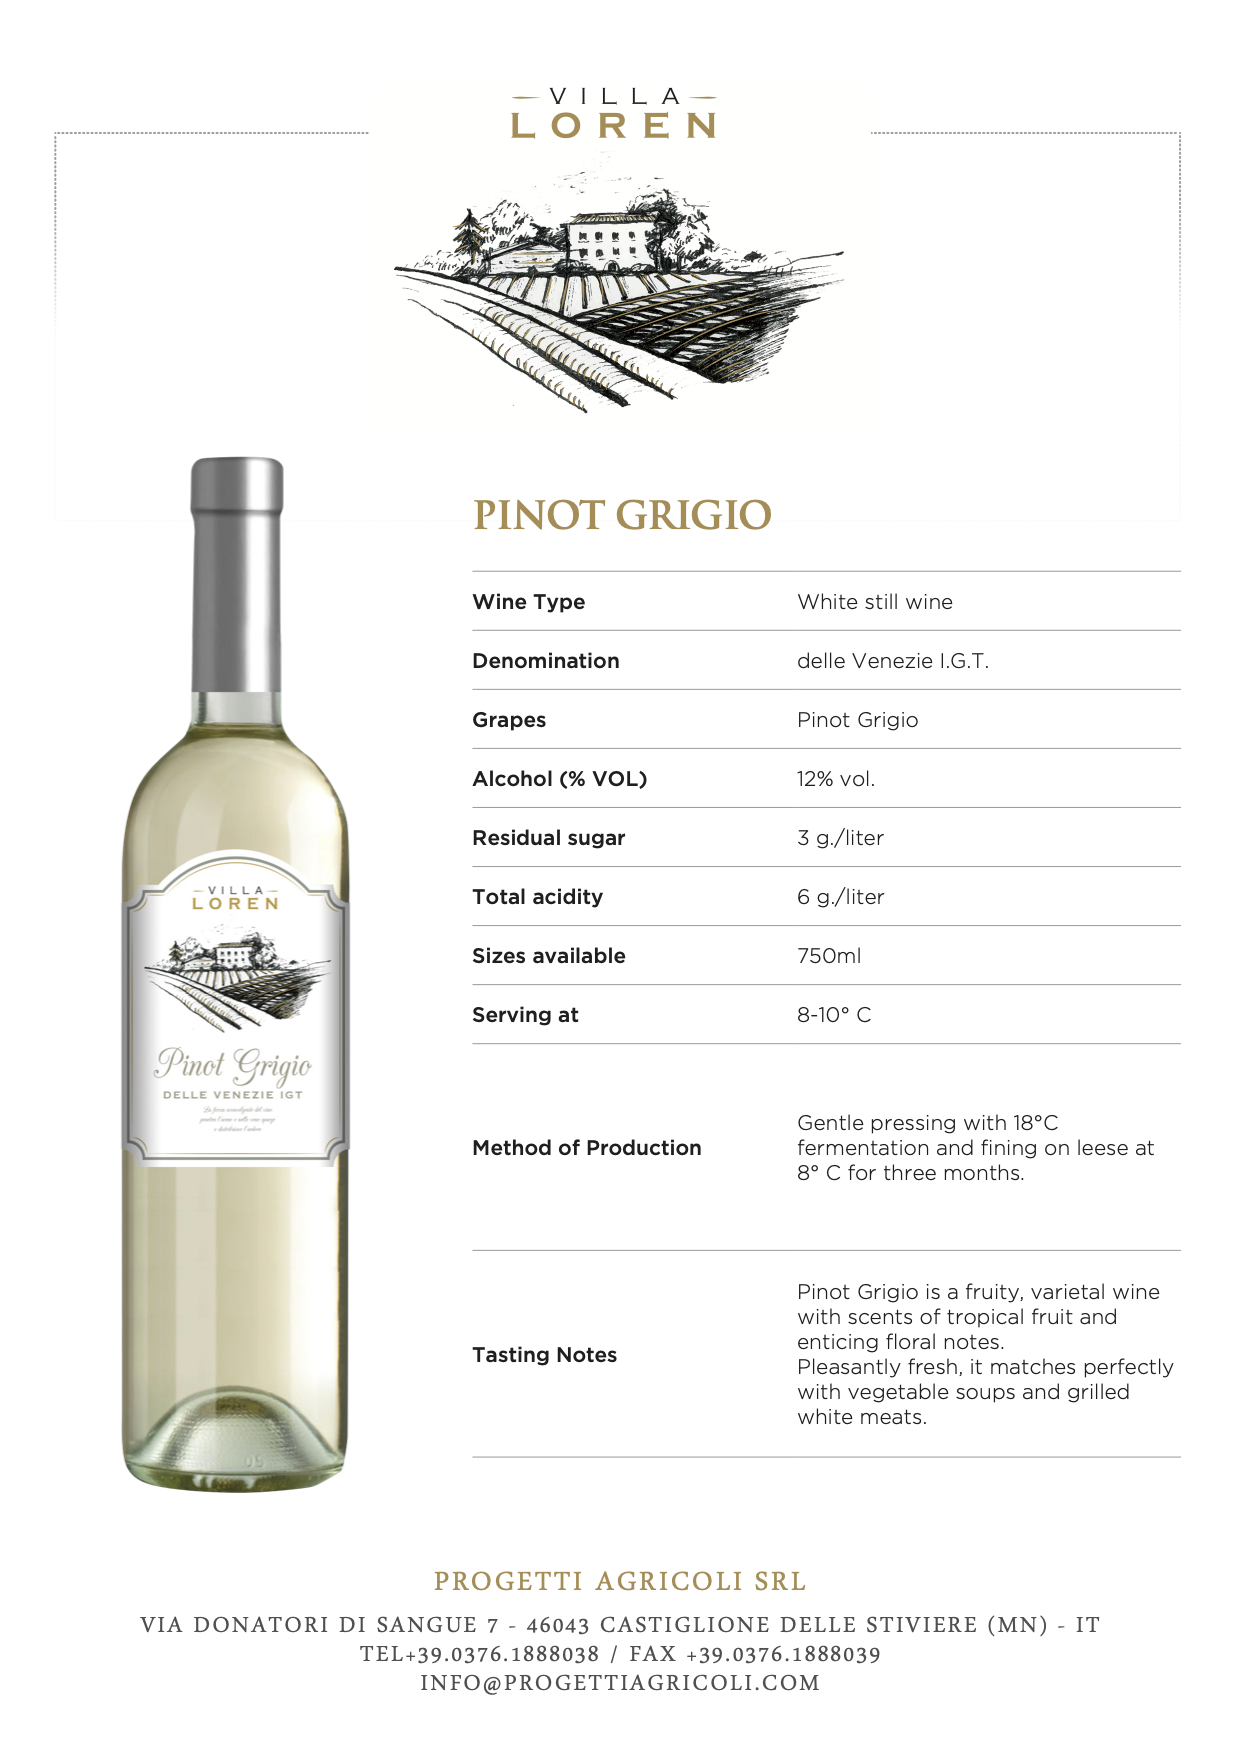 VILLA
LOREN
PINOT GRIGIO
Wine Type White still wine
Denomination delle Venezie I.G.T.
Grapes Pinot Grigio
Alcohol (% VOL) 12% vol.
Residual sugar 3 g./liter
Total acidity 6 g./liter
Sizes available 750ml
Serving at 8-10° C
Method of Production
Gentle pressing with 18°C
fermentation and fining on leese at
8° C for three months.
Tasting Notes
Pinot Grigio is a fruity, varietal wine
with scents of tropical fruit and
enticing floral notes.
Pleasantly fresh, it matches perfectly
with vegetable soups and grilled
white meats.
VILLA
LOREN
Pinot Grigio
DELLE VENEZIE IGT
PROGETTI AGRICOLI SRL
VIA DONATORI DI SANGUE 7 - 46043 CASTIGLIONE DELLE STIVIERE (MN) - IT
TEL+39.0376.1888038 / FAX +39.0376.1888039
INFO@PROGETTIAGRICOLI.COM